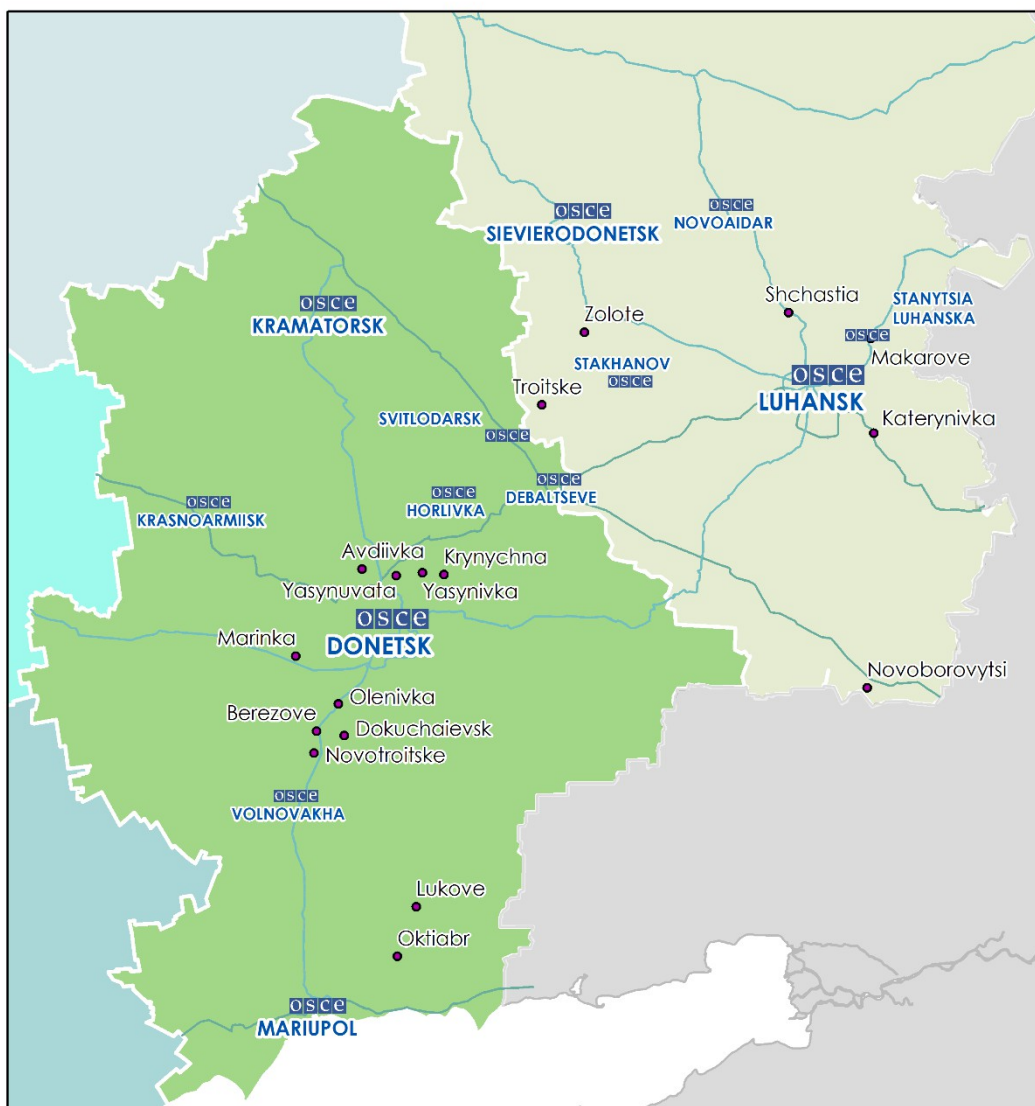 osce
SIEVIERODONETSK
osce
NOVOAIDAR
osce
KRAMATORSK
Zolote
Shchastia
STANYTSIA
LUHANSKA
osce
Makarove
STAKHANOV
osce
osce
LUHANSK
Troitske
SVITLODARSK
osce
Katerynivka
osce
DEBALTSEVE
osce
HORLIVKA
osce
KRASNOARMIISK
Avdiivka
Krynychna
Yasynuvata
Yasynivka
osce
DONETSK
Marinka
Novoborovytsi
Olenivka
Berezove
Dokuchaievsk
Novotroitske
osce
VOLNOVAKHA
Lukove
Oktiabr
osce
MARIUPOL